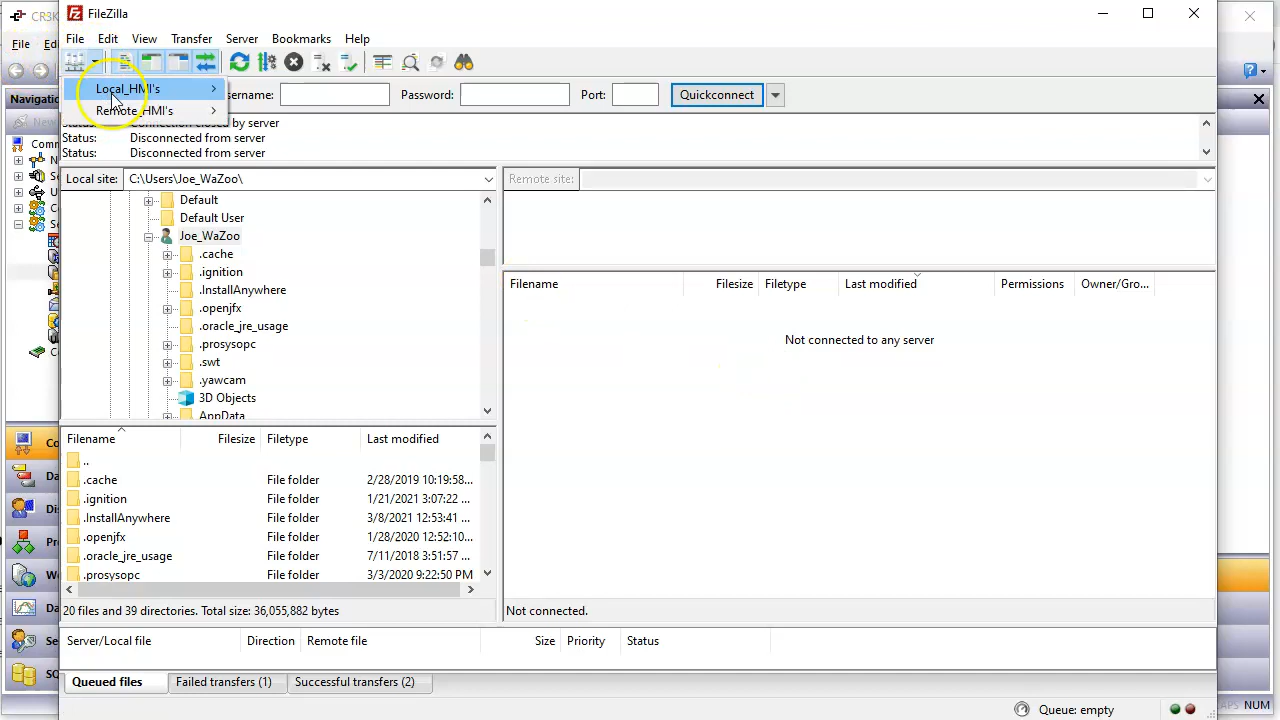 CR3K
FileZilla
File Edit View Transfer Server Bookmarks Help
File
Local_HMI's
Remote_HMI's
sername: Password: Port: Quickconnect
Navigatio
New
Status: Connection closed by server
Status: Disconnected from server
Status: Disconnected from server
Local site: C:\Users\Joe_WaZoo\
Remote site:
Default
Default User
Joe_WaZoo
.cache
.ignition
.InstallAnywhere
.openjfx
.oracle_jre_usage
.prosysopc
.swt
.yawcam
3D Objects
AppData
Filename Filesize Filetype Last modified Permissions Owner/Gro...
Not connected to any server
Filename Filesize Filetype Last modified
..
.cache File folder 2/28/2019 10:19:58...
.ignition File folder 1/21/2021 3:07:22 ...
.InstallAnywhere File folder 3/8/2021 12:53:41 ...
.openjfx File folder 1/28/2020 12:52:10...
.oracle_jre_usage File folder 7/11/2018 3:51:57 ...
.prosysopc File folder 3/3/2020 9:22:50 PM
20 files and 39 directories. Total size: 36,055,882 bytes
Not connected.
Server/Local file Direction Remote file Size Priority Status
Queued files Failed transfers (1) Successful transfers (2)
Queue: empty
NUM